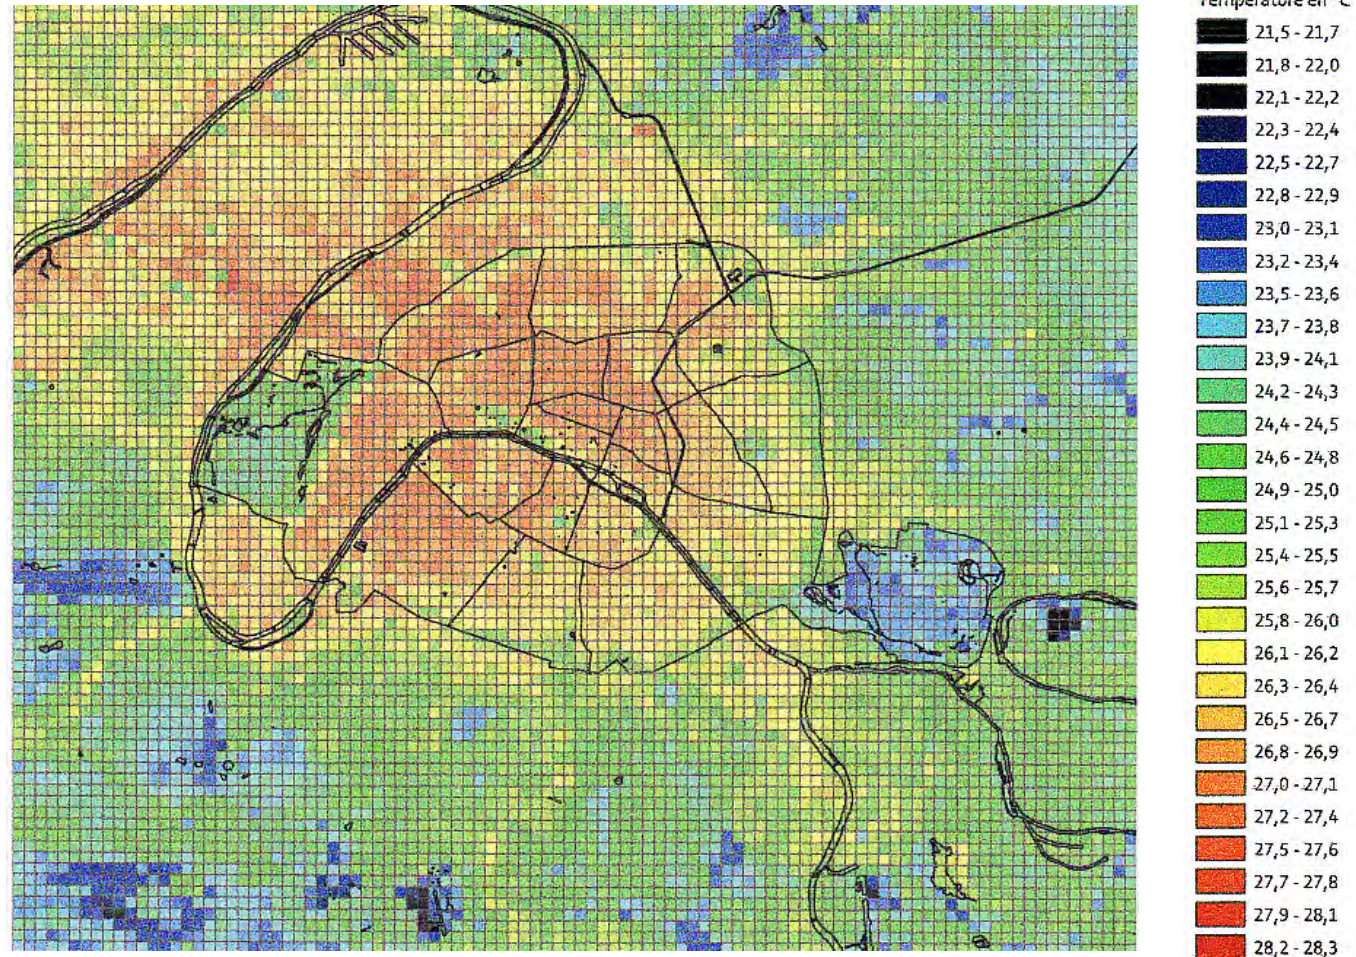 Température en °C
21,5 - 21,7
21,8 - 22,0
22,1 - 22,2
22,3 - 22,4
22,5 - 22,7
22,8 - 22,9
23,0 - 23,1
23,2 - 23,4
23,5 - 23,6
23,7 - 23,8
23,9 - 24,1
24,2 - 24,3
24,4 - 24,5
24,6 - 24,8
24,9 - 25,0
25,1 - 25,3
25,4 - 25,5
25,6 - 25,7
25,8 - 26,0
26,1 - 26,2
26,3 - 26,4
26,5 - 26,7
26,8 - 26,9
27,0 - 27,1
27,2 - 27,4
27,5 - 27,6
27,7 - 27,8
27,9 - 28,1
28,2 - 28,3